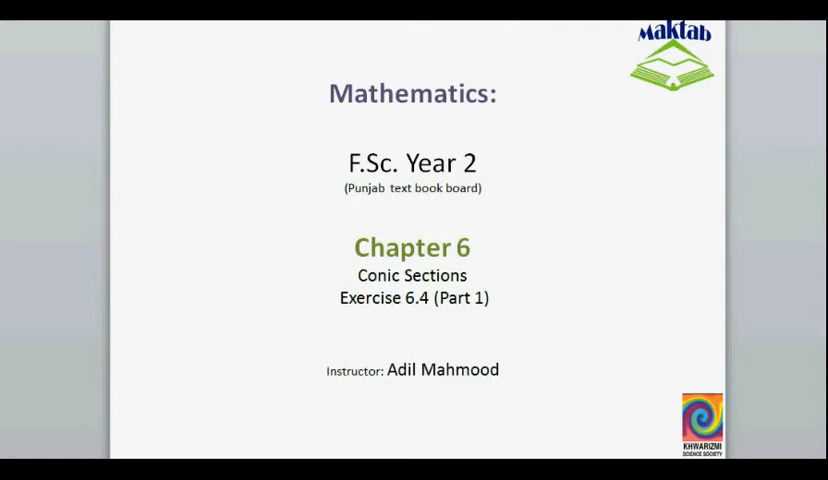 Maktab
Mathematics:
F.Sc. Year 2
(Punjab text book board)
Chapter 6
Conic Sections
Exercise 6.4 (Part 1)
Instructor: Adil Mahmood
KHWARIZMI
SCIENCE SOCIETY